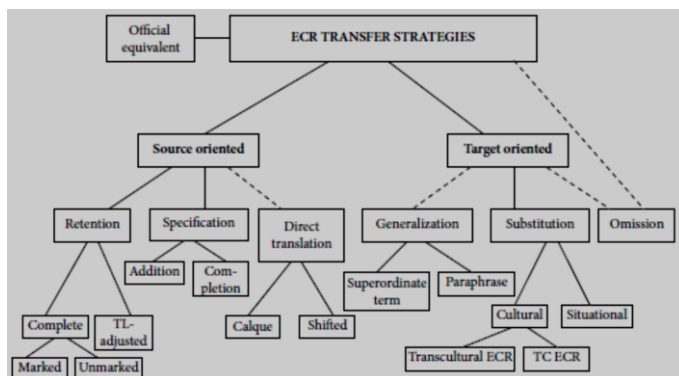 Official
equivalent
ECR TRANSFER STRATEGIES
Source oriented
Target oriented
Retention
Specification
Direct
translation
Generalization
Substitution
Omission
Addition
Com-
pletion
Superordinate
term
Paraphrase
Complete
TL-
adjusted
Calque
Shifted
Cultural
Situational
Marked
Unmarked
Transcultural ECR
TC ECR